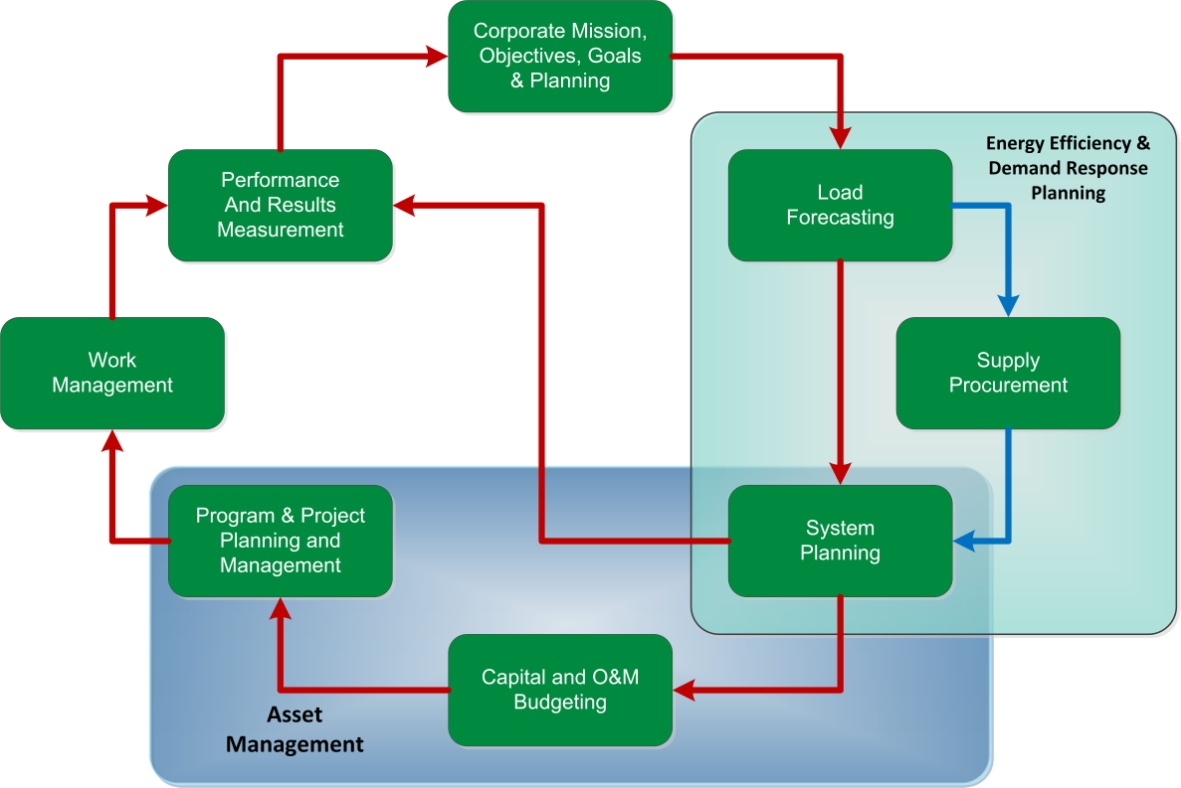 Corporate Mission,
Objectives, Goals
& Planning
Energy Efficiency &
Demand Response
Planning
Performance
And Results
Measurement
Load
Forecasting
Work
Management
Supply
Procurement
Program & Project
Planning and
Management
System
Planning
Capital and O&M
Budgeting
Asset
Management